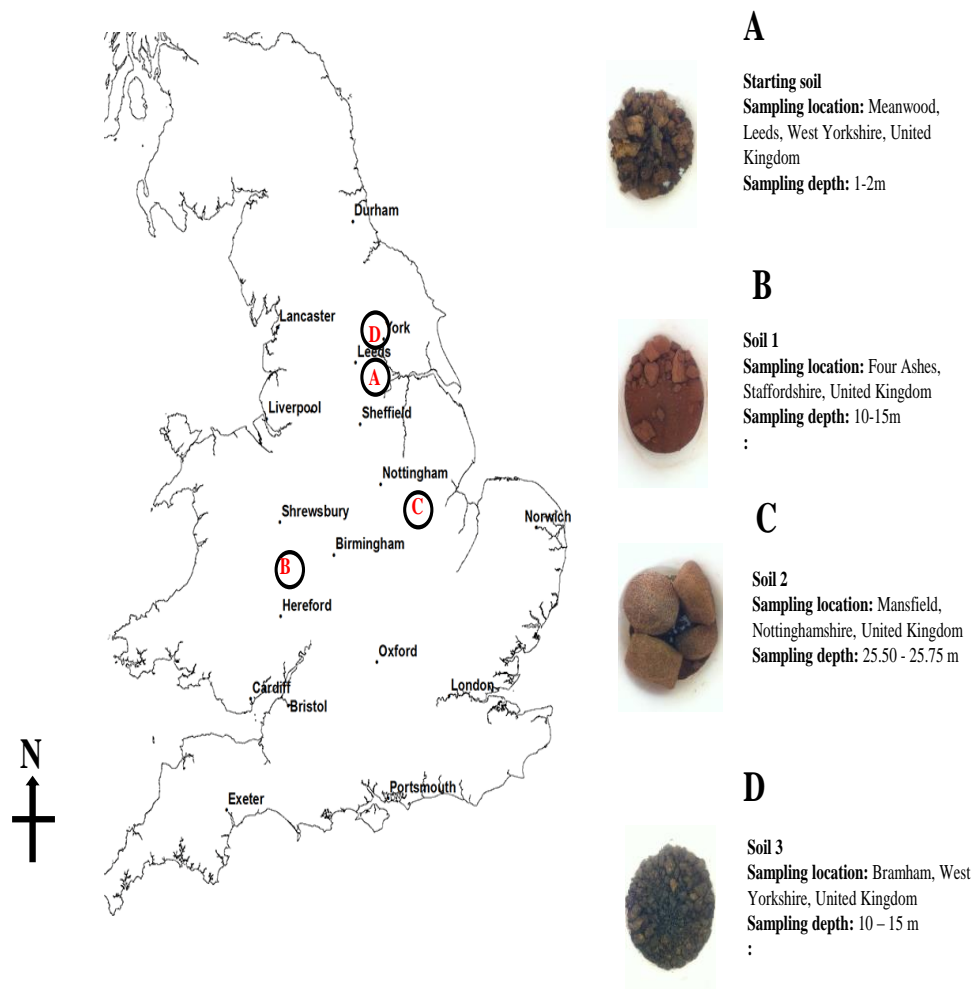 A
Starting soil
Sampling location: Meanwood,
Leeds, West Yorkshire, United
Kingdom
Sampling depth: 1-2m
B
Soil 1
Sampling location: Four Ashes,
Staffordshire, United Kingdom
Sampling depth: 10-15m
:
C
Soil 2
Sampling location: Mansfield,
Nottinghamshire, United Kingdom
Sampling depth: 25.50 - 25.75 m
D
Soil 3
Sampling location: Bramham, West
Yorkshire, United Kingdom
Sampling depth: 10 – 15 m
:
Durham
Lancaster
D
ork
Leeds
A
Liverpool
Sheffield
Nottingham
C
Shrewsbury
Norwich
Birmingham
B
Hereford
Oxford
Cardiff
London
Bristol
N
Portsmouth
Exeter